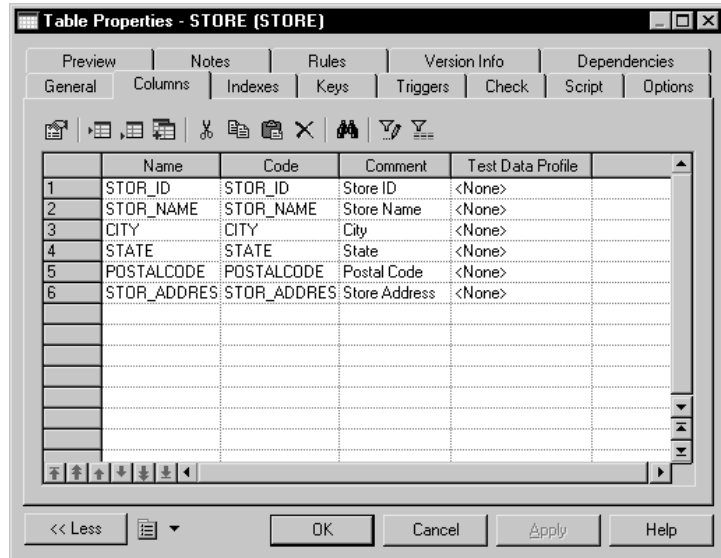 Table Properties - STORE (STORE)
Preview Notes Rules Version Info Dependencies
General Columns Indexes Keys Triggers Check Script Options
Name Code Comment Test Data Profile
1 STOR_ID STOR_ID Store ID <None>
2 STOR_NAME STOR_NAME Store Name <None>
3 CITY CITY City <None>
4 STATE STATE State <None>
5 POSTALCODE POSTALCODE Postal Code <None>
6 STOR_ADDRES STOR_ADDRES Store Address <None>
<< Less OK Cancel Apply Help